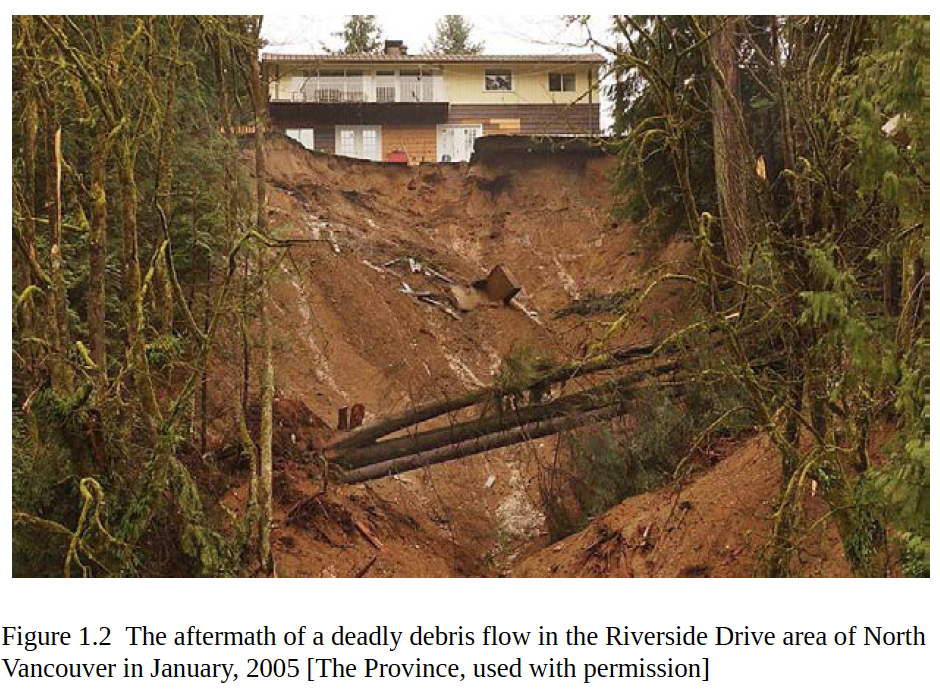 Figure 1.2  The aftermath of a deadly debris flow in the Riverside Drive area of North
Vancouver in January, 2005 [The Province, used with permission]